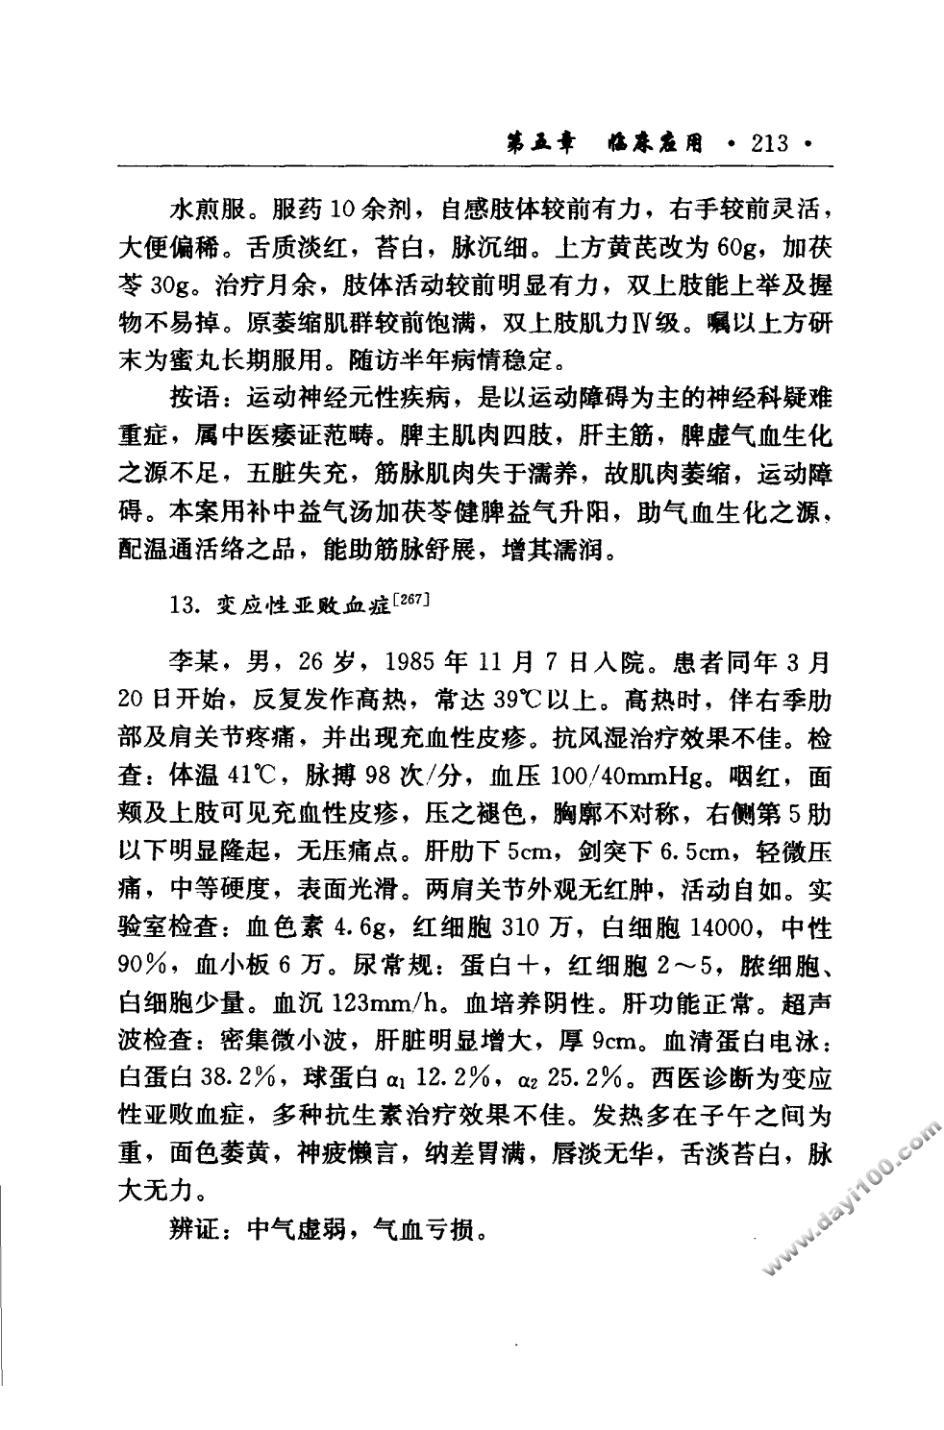 第五章 临床应用 · 213 ·
水煎服。服药 10 余剂，自感肢体较前有力，右手较前灵活，
大便偏稀。舌质淡红，苔白，脉沉细。上方黄芪改为 60g，加茯
苓 30g。治疗月余，肢体活动较前明显有力，双上肢能上举及握
物不易掉。原萎缩肌群较前饱满，双上肢肌力Ⅳ级。嘱以上方研
末为蜜丸长期服用。随访半年病情稳定。
按语：运动神经元性疾病，是以运动障碍为主的神经科疑难
重症，属中医痿证范畴。脾主肌肉四肢，肝主筋，脾虚气血生化
之源不足，五脏失充，筋脉肌肉失于濡养，故肌肉萎缩，运动障
碍。本案用补中益气汤加茯苓健脾益气升阳，助气血生化之源，
配温通活络之品，能助筋脉舒展，增其濡润。
13. 变应性亚败血症[267]
李某，男，26 岁，1985 年 11 月 7 日入院。患者同年 3 月
20 日开始，反复发作高热，常达 39℃以上。高热时，伴右季肋
部及肩关节疼痛，并出现充血性皮疹。抗风湿治疗效果不佳。检
查：体温 41℃，脉搏 98 次/分，血压 100/40mmHg。咽红，面
颊及上肢可见充血性皮疹，压之褪色，胸廓不对称，右侧第 5 肋
以下明显隆起，无压痛点。肝肋下 5cm，剑突下 6.5cm，轻微压
痛，中等硬度，表面光滑。两肩关节外观无红肿，活动自如。实
验室检查：血色素 4.6g，红细胞 310 万，白细胞 14000，中性
90%，血小板 6 万。尿常规：蛋白＋，红细胞 2～5，脓细胞、
白细胞少量。血沉 123mm/h。血培养阴性。肝功能正常。超声
波检查：密集微小波，肝脏明显增大，厚 9cm。血清蛋白电泳：
白蛋白 38.2%，球蛋白 α₁ 12.2%，α₂ 25.2%。西医诊断为变应
性亚败血症，多种抗生素治疗效果不佳。发热多在子午之间为
重，面色萎黄，神疲懒言，纳差胃满，唇淡无华，舌淡苔白，脉
大无力。
辨证：中气虚弱，气血亏损。
www.dayi100.com